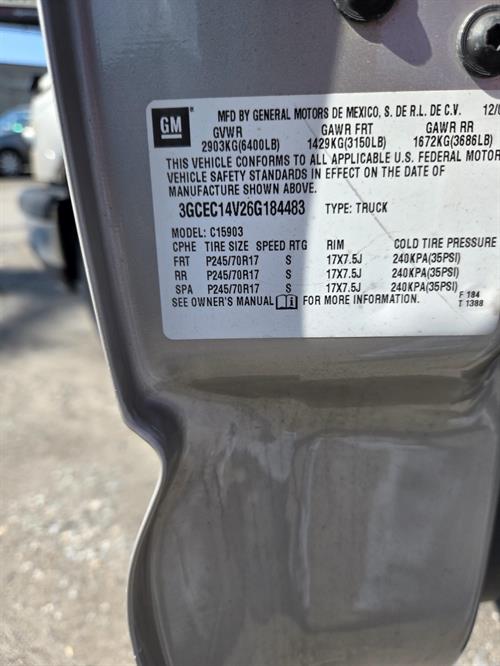 GM
MFD BY GENERAL MOTORS DE MEXICO, S. DE R.L. DE C.V. 12/0
GVWR GAWR FRT GAWR RR
2903KG(6400LB) 1429KG(3150LB) 1672KG(3686LB)
THIS VEHICLE CONFORMS TO ALL APPLICABLE U.S. FEDERAL MOTOR
VEHICLE SAFETY STANDARDS IN EFFECT ON THE DATE OF
MANUFACTURE SHOWN ABOVE.
3GCEC14V26G184483 TYPE: TRUCK
MODEL: C15903
CPHE TIRE SIZE SPEED RTG RIM COLD TIRE PRESSURE
FRT P245/70R17 S 17X7.5J 240KPA(35PSI)
RR P245/70R17 S 17X7.5J 240KPA(35PSI)
SPA P245/70R17 S 17X7.5J 240KPA(35PSI)
SEE OWNER'S MANUAL FOR MORE INFORMATION. F 184
T 1388